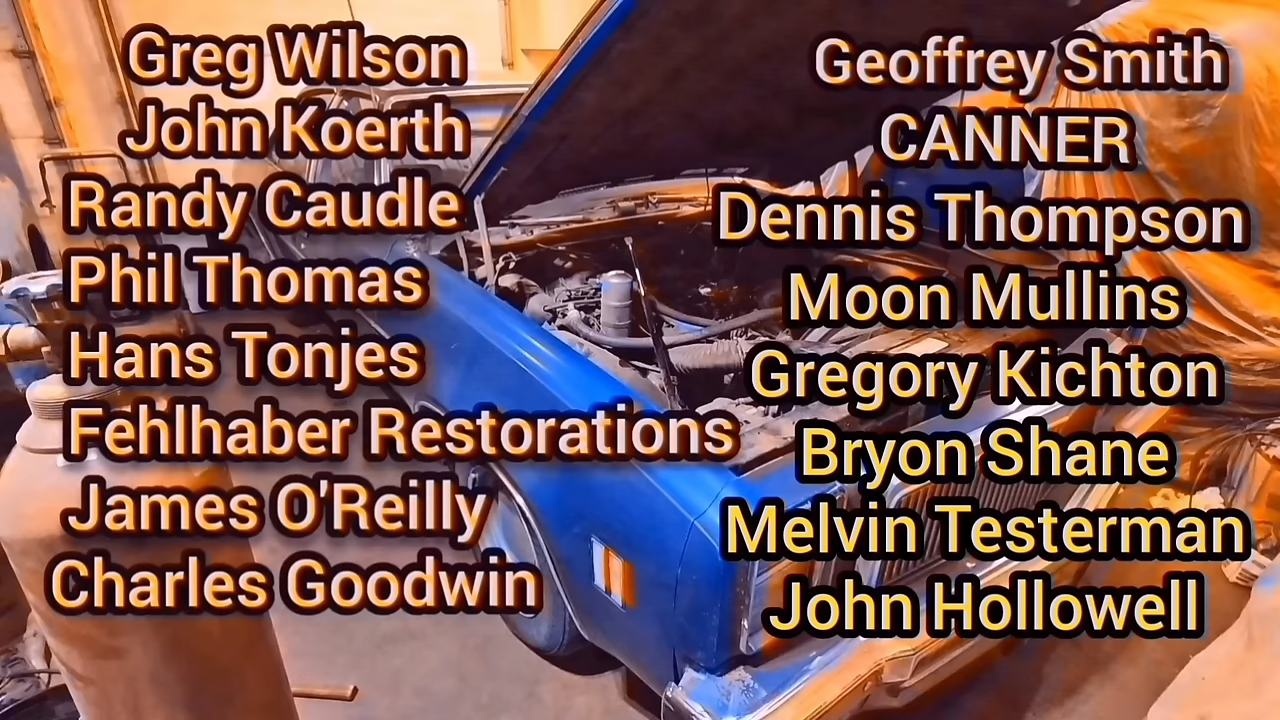 Greg Wilson
John Koerth
Randy Caudle
Phil Thomas
Hans Tonjes
Fehlhaber Restorations
James O'Reilly
Charles Goodwin
Geoffrey Smith
CANNER
Dennis Thompson
Moon Mullins
Gregory Kichton
Bryon Shane
Melvin Testerman
John Hollowell